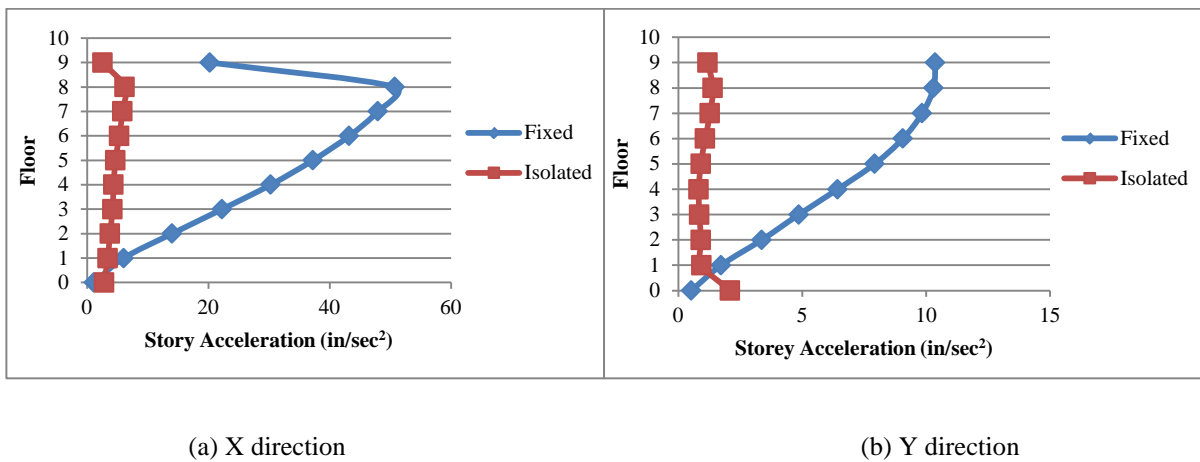 10
9
8
7
6
5
4
3
2
1
0
Floor
0 20 40 60
Story Acceleration (in/sec²)
Fixed
Isolated
10
9
8
7
6
5
4
3
2
1
0
Floor
0 5 10 15
Storey Acceleration (in/sec²)
Fixed
Isolated
(a) X direction
(b) Y direction